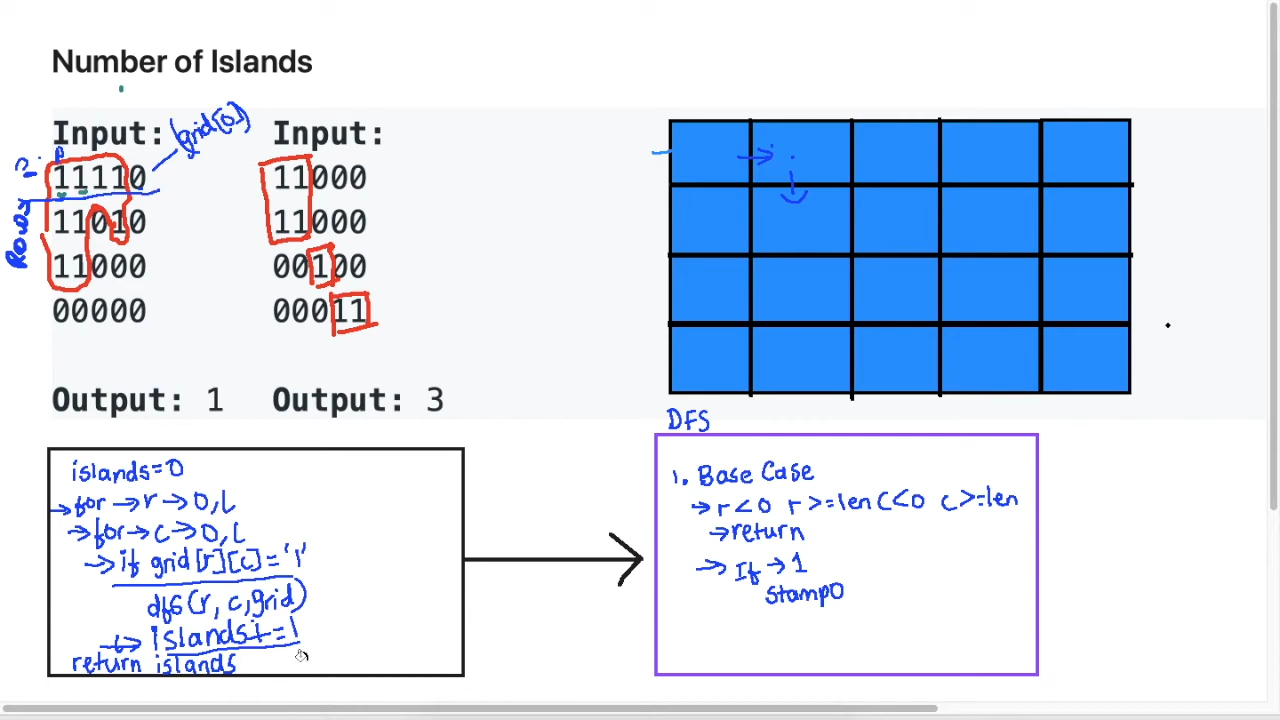 Number of Islands
Input:
grid[0]
Rows
11110
11010
11000
00000
Output: 1
Input:
11000
11000
00100
00011
Output: 3
islands=0
→for→r→0,L
→for→c→0,L
→if grid[r][c]='1'
dfs(r, c, grid)
→islands+=1
return islands
DFS
1. Base Case
→r<0 r>=len C<0 c>=len
→return
→If→1
stamp0